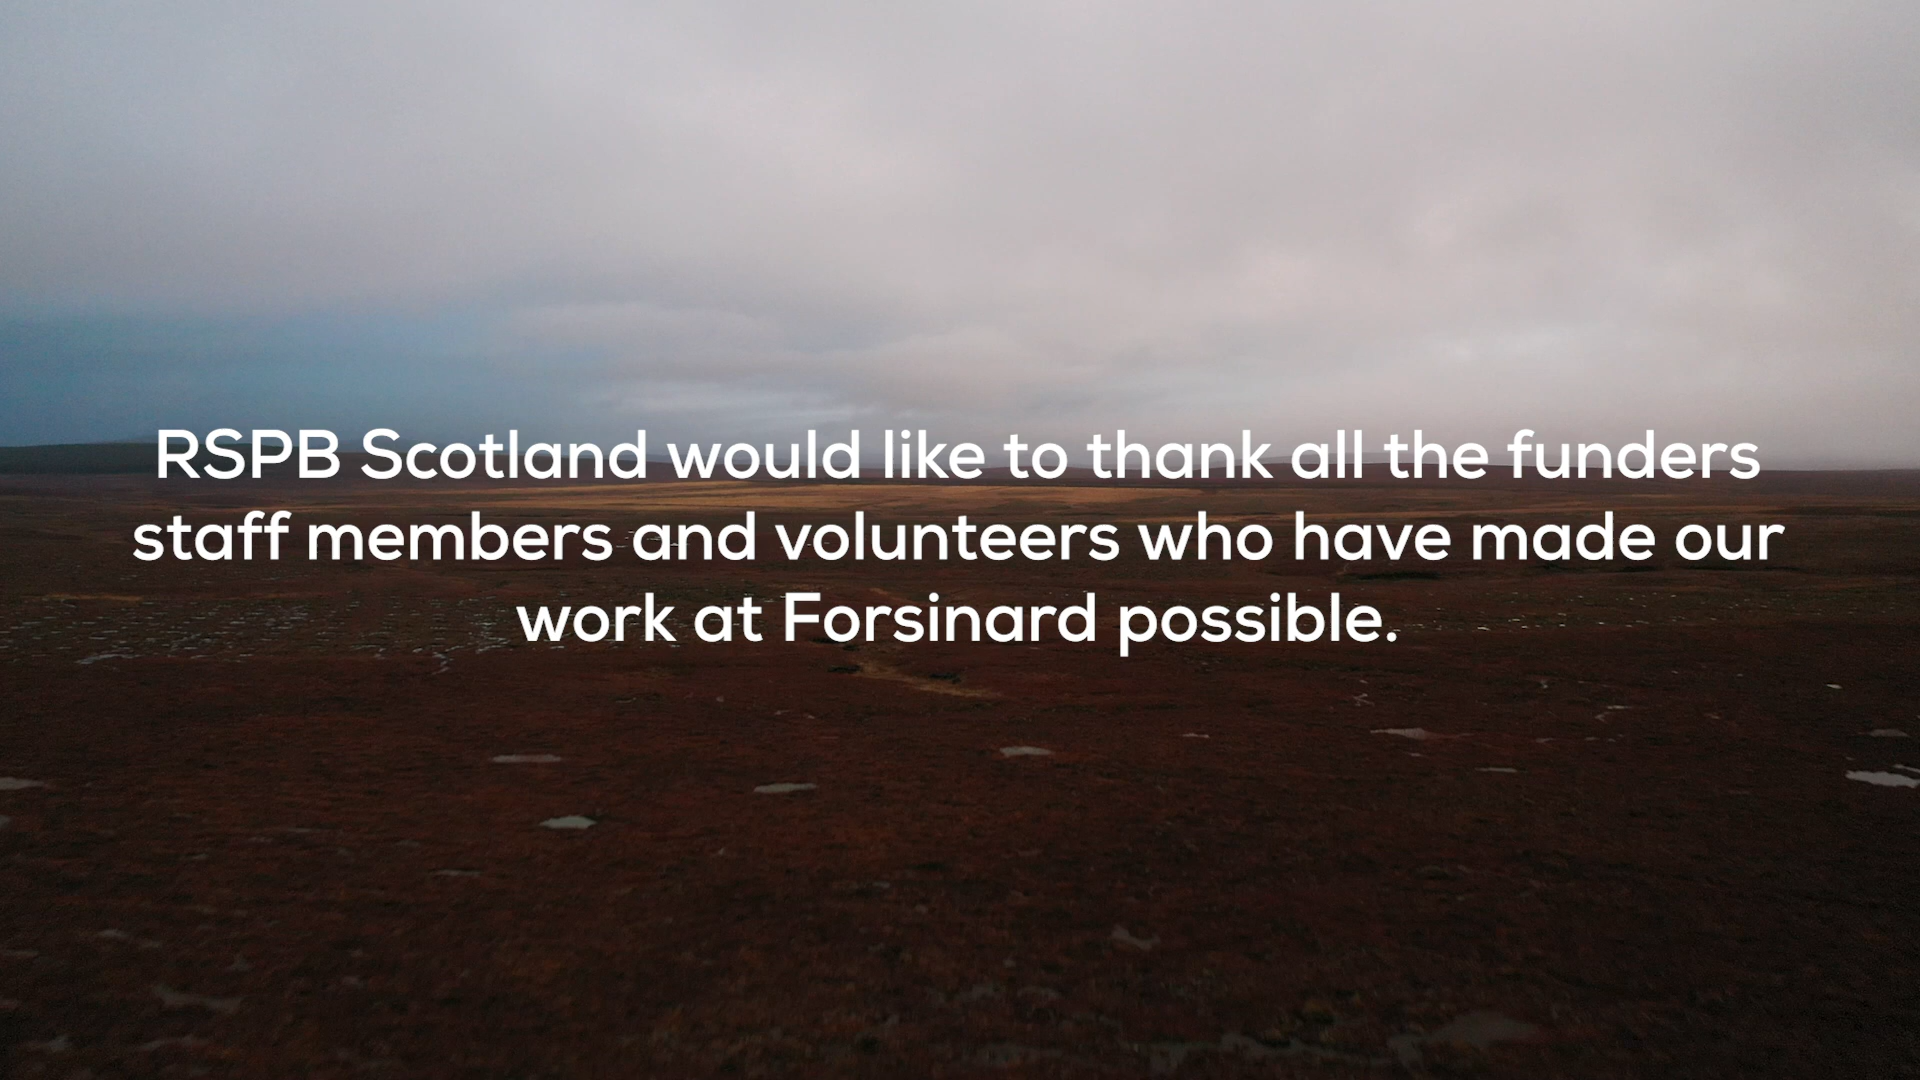 RSPB Scotland would like to thank all the funders
staff members and volunteers who have made our
work at Forsinard possible.